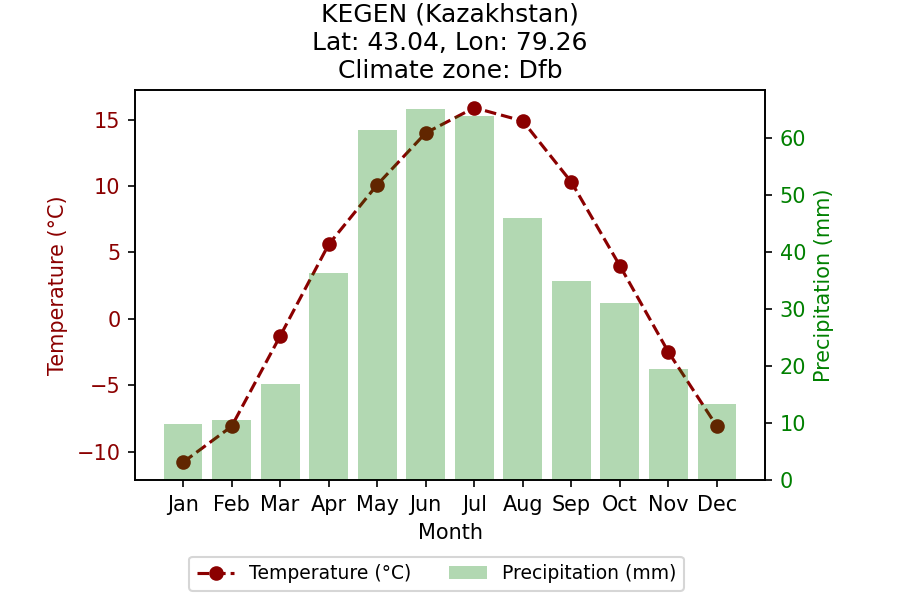 KEGEN (Kazakhstan)
Lat: 43.04, Lon: 79.26
Climate zone: Dfb
15
10
5
0
−5
−10
Temperature (°C)
60
50
40
30
20
10
0
Precipitation (mm)
Jan Feb Mar Apr May Jun Jul Aug Sep Oct Nov Dec
Month
Temperature (°C) Precipitation (mm)